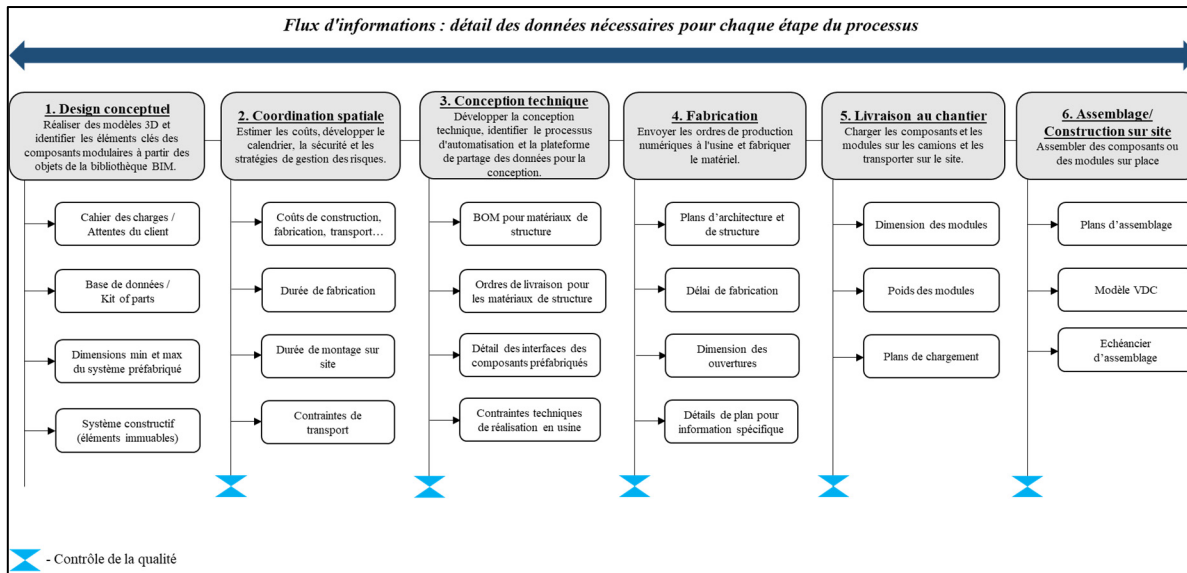 Flux d'informations : détail des données nécessaires pour chaque étape du processus
1. Design conceptuel
Réaliser des modèles 3D et
identifier les éléments clés des
composants modulaires à partir des
objets de la bibliothèque BIM.
Cahier des charges /
Attentes du client
Base de données /
Kit of parts
Dimensions min et max
du système préfabriqué
Système constructif
(éléments immuables)
2. Coordination spatiale
Estimer les coûts, développer le
calendrier, la sécurité et les
stratégies de gestion des risques.
Coûts de construction,
fabrication, transport…
Durée de fabrication
Durée de montage sur
site
Contraintes de
transport
3. Conception technique
Développer la conception
technique, identifier le processus
d'automatisation et la plateforme
de partage des données pour la
conception.
BOM pour matériaux de
structure
Ordres de livraison pour
les matériaux de structure
Détail des interfaces des
composants préfabriqués
Contraintes techniques
de réalisation en usine
4. Fabrication
Envoyer les ordres de production
numériques à l'usine et fabriquer
le matériel.
Plans d’architecture et
de structure
Délai de fabrication
Dimension des
ouvertures
Détails de plan pour
information spécifique
5. Livraison au chantier
Charger les composants et les
modules sur les camions et les
transporter sur le site.
Dimension des modules
Poids des modules
Plans de chargement
6. Assemblage/
Construction sur site
Assembler des composants ou
des modules sur place
Plans d’assemblage
Modèle VDC
Echéancier
d’assemblage
- Contrôle de la qualité